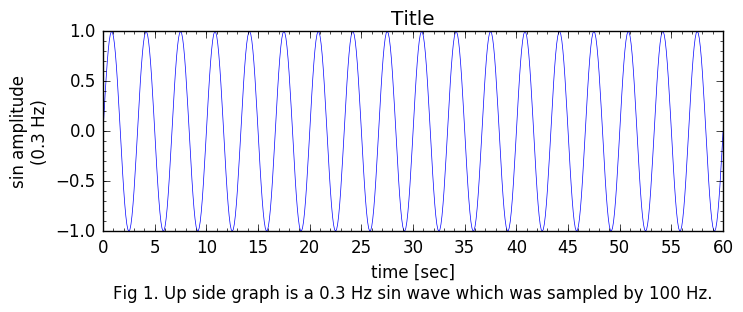 Title
1.0
0.5
0.0
−0.5
−1.0
sin amplitude
(0.3 Hz)
0 5 10 15 20 25 30 35 40 45 50 55 60
time [sec]
Fig 1. Up side graph is a 0.3 Hz sin wave which was sampled by 100 Hz.